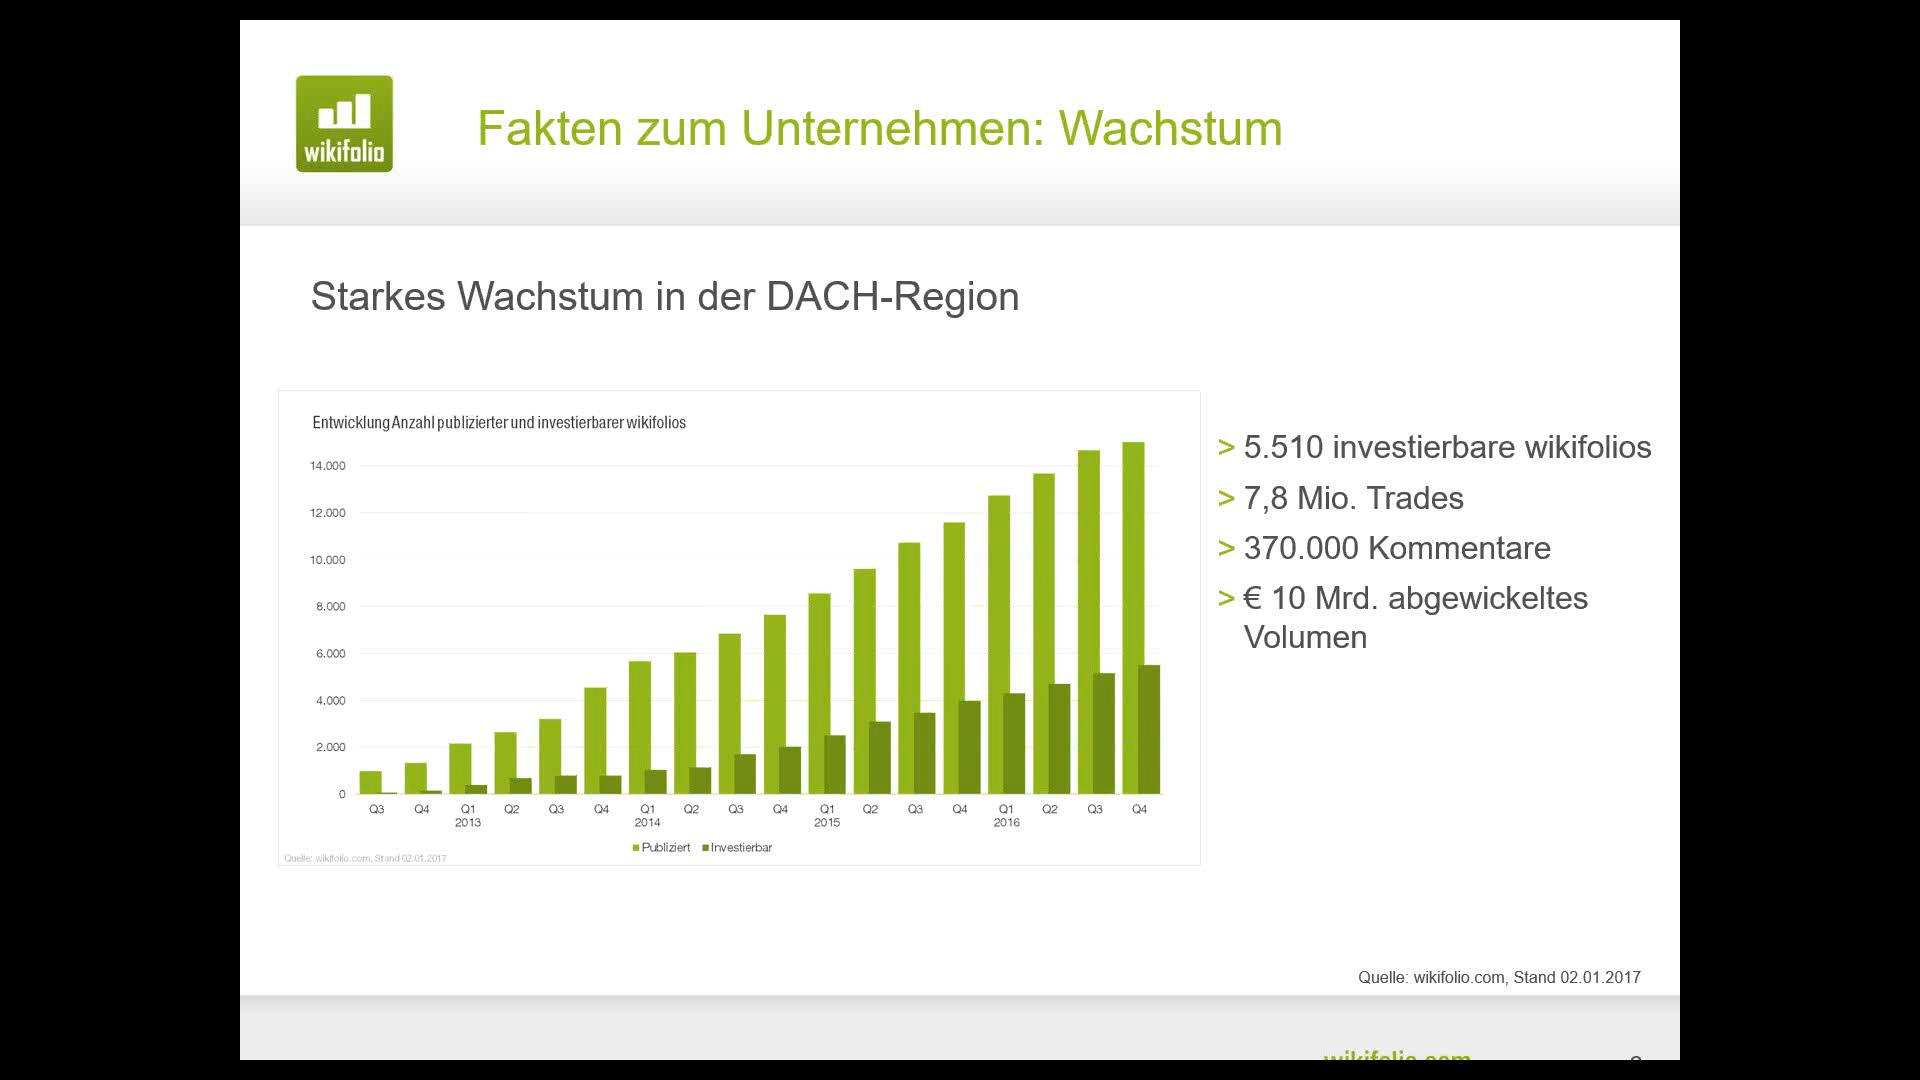 wikifolio
Fakten zum Unternehmen: Wachstum
Starkes Wachstum in der DACH-Region
Entwicklung Anzahl publizierter und investierbarer wikifolios
14.000
12.000
10.000
8.000
6.000
4.000
2.000
0
Q3 Q4 Q1 Q2 Q3 Q4 Q1 Q2 Q3 Q4 Q1 Q2 Q3 Q4 Q1 Q2 Q3 Q4
2013 2014 2015 2016
Publiziert Investierbar
Quelle: wikifolio.com, Stand 02.01.2017
> 5.510 investierbare wikifolios
> 7,8 Mio. Trades
> 370.000 Kommentare
> € 10 Mrd. abgewickeltes
Volumen
Quelle: wikifolio.com, Stand 02.01.2017
wikifolio.com